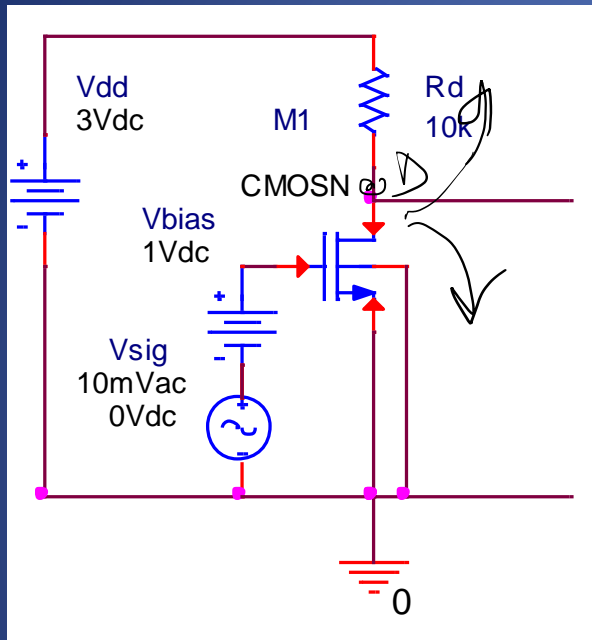 Vdd
3Vdc
M1
Rd
10k
CMOSN
D
Vbias
1Vdc
Vsig
10mVac
0Vdc
0